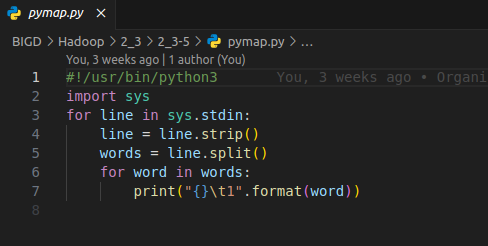 pymap.py ×
BIGD > Hadoop > 2_3 > 2_3-5 > pymap.py > ...
You, 3 weeks ago | 1 author (You)
1 #!/usr/bin/python3 You, 3 weeks ago • Organi
2 import sys
3 for line in sys.stdin:
4     line = line.strip()
5     words = line.split()
6     for word in words:
7         print("{}\t1".format(word))
8